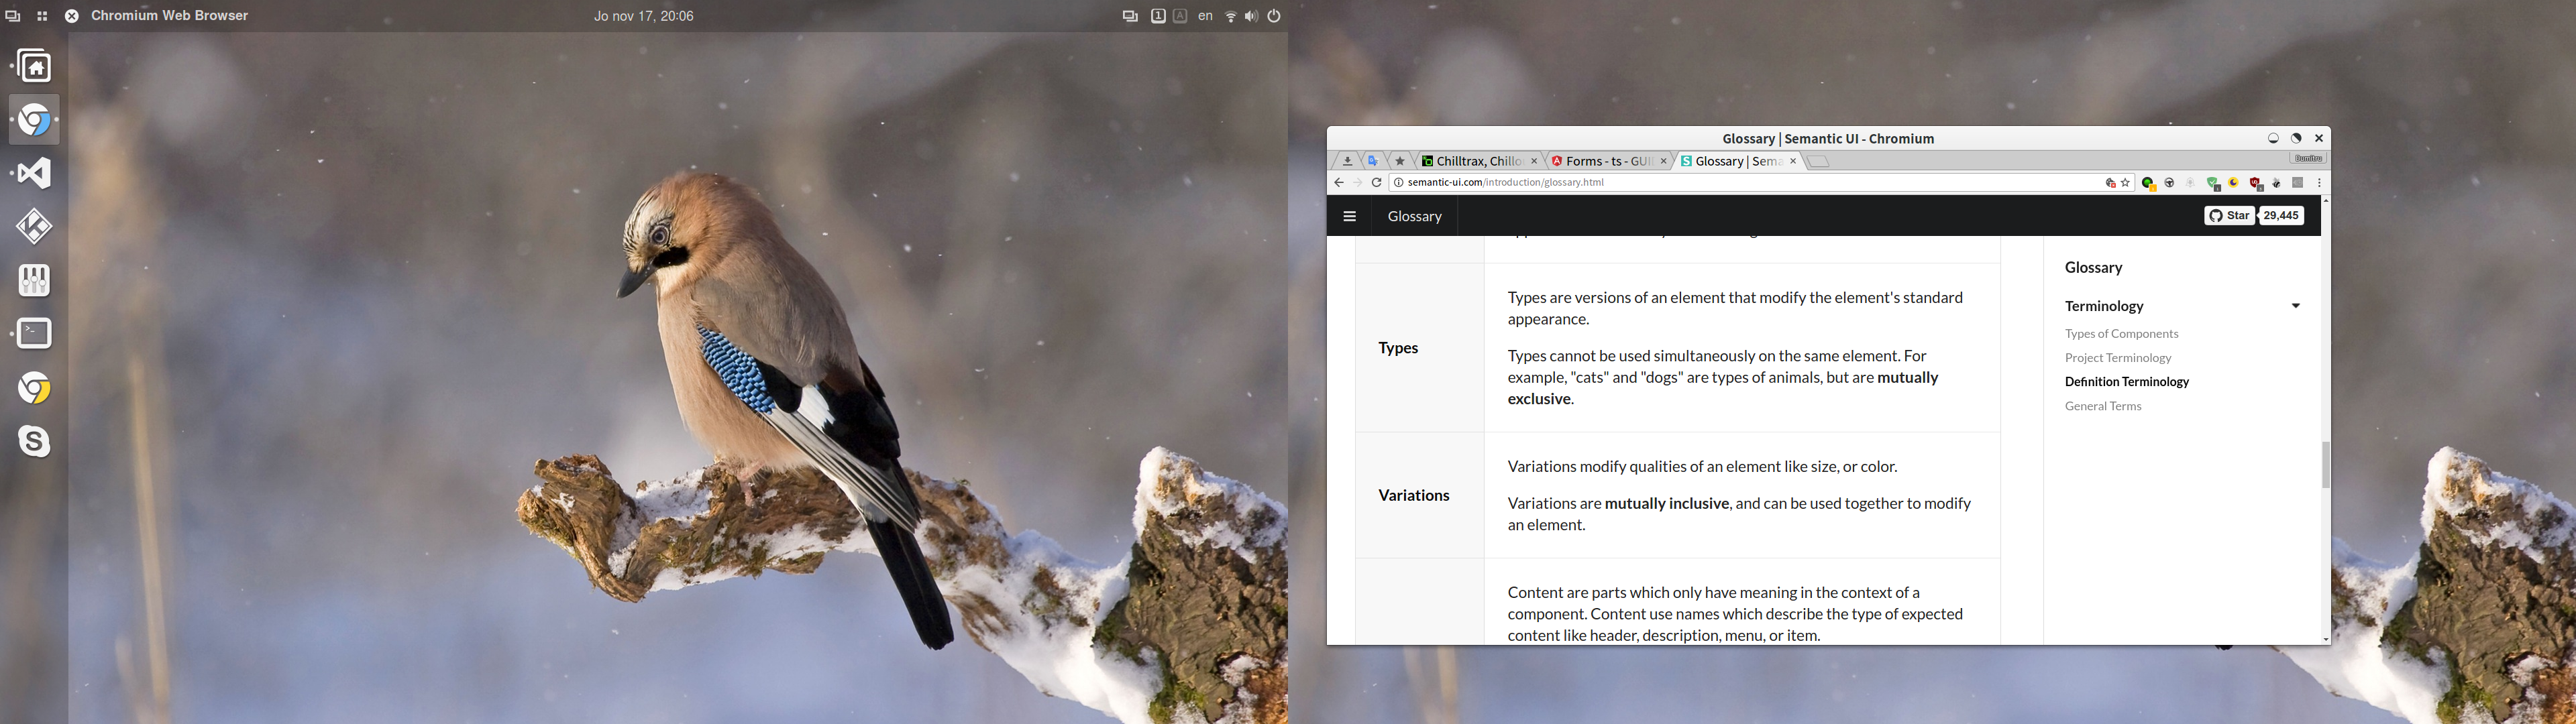 Chromium Web Browser
Jo nov 17, 20:06
1
A
en
Glossary | Semantic UI - Chromium
Chilltrax, Chillo
Forms - ts - GUI
Glossary | Sema
Dumitru
semantic-ui.com/introduction/glossary.html
Glossary
Star
29,445
Types
Types are versions of an element that modify the element's standard
appearance.
Types cannot be used simultaneously on the same element. For
example, "cats" and "dogs" are types of animals, but are mutually
exclusive.
Variations
Variations modify qualities of an element like size, or color.
Variations are mutually inclusive, and can be used together to modify
an element.
Content are parts which only have meaning in the context of a
component. Content use names which describe the type of expected
content like header, description, menu, or item.
Glossary
Terminology
Types of Components
Project Terminology
Definition Terminology
General Terms